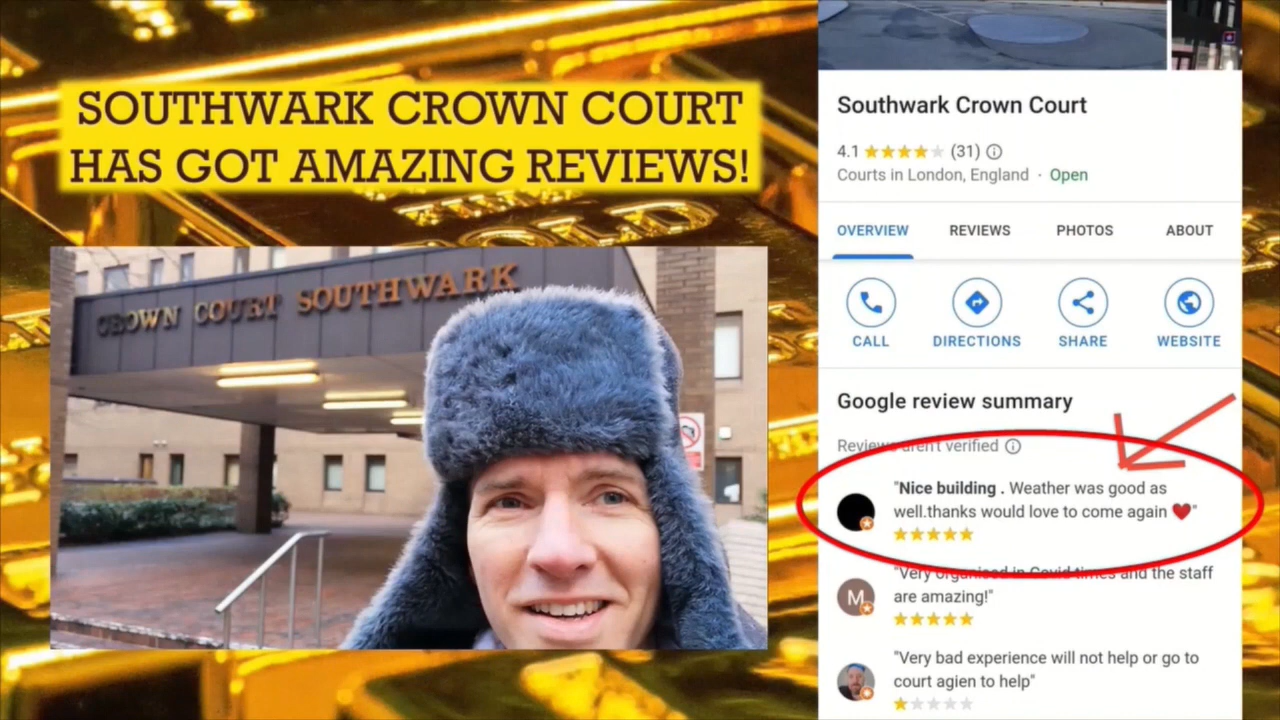 SOUTHWARK CROWN COURT
HAS GOT AMAZING REVIEWS!
CROWN COURT SOUTHWARK
Southwark Crown Court
4.1 (31)
Courts in London, England · Open
OVERVIEW REVIEWS PHOTOS ABOUT
CALL DIRECTIONS SHARE WEBSITE
Google review summary
Reviews aren't verified
"Nice building . Weather was good as
well.thanks would love to come again ❤"
"Very organised in Covid times and the staff
are amazing!"
M
"Very bad experience will not help or go to
court agien to help"